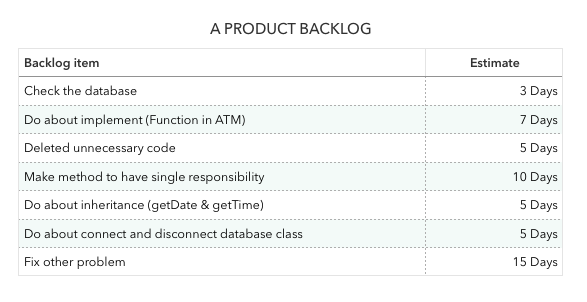 A PRODUCT BACKLOG
Backlog item Estimate
Check the database 3 Days
Do about implement (Function in ATM) 7 Days
Deleted unnecessary code 5 Days
Make method to have single responsibility 10 Days
Do about inheritance (getDate & getTime) 5 Days
Do about connect and disconnect database class 5 Days
Fix other problem 15 Days